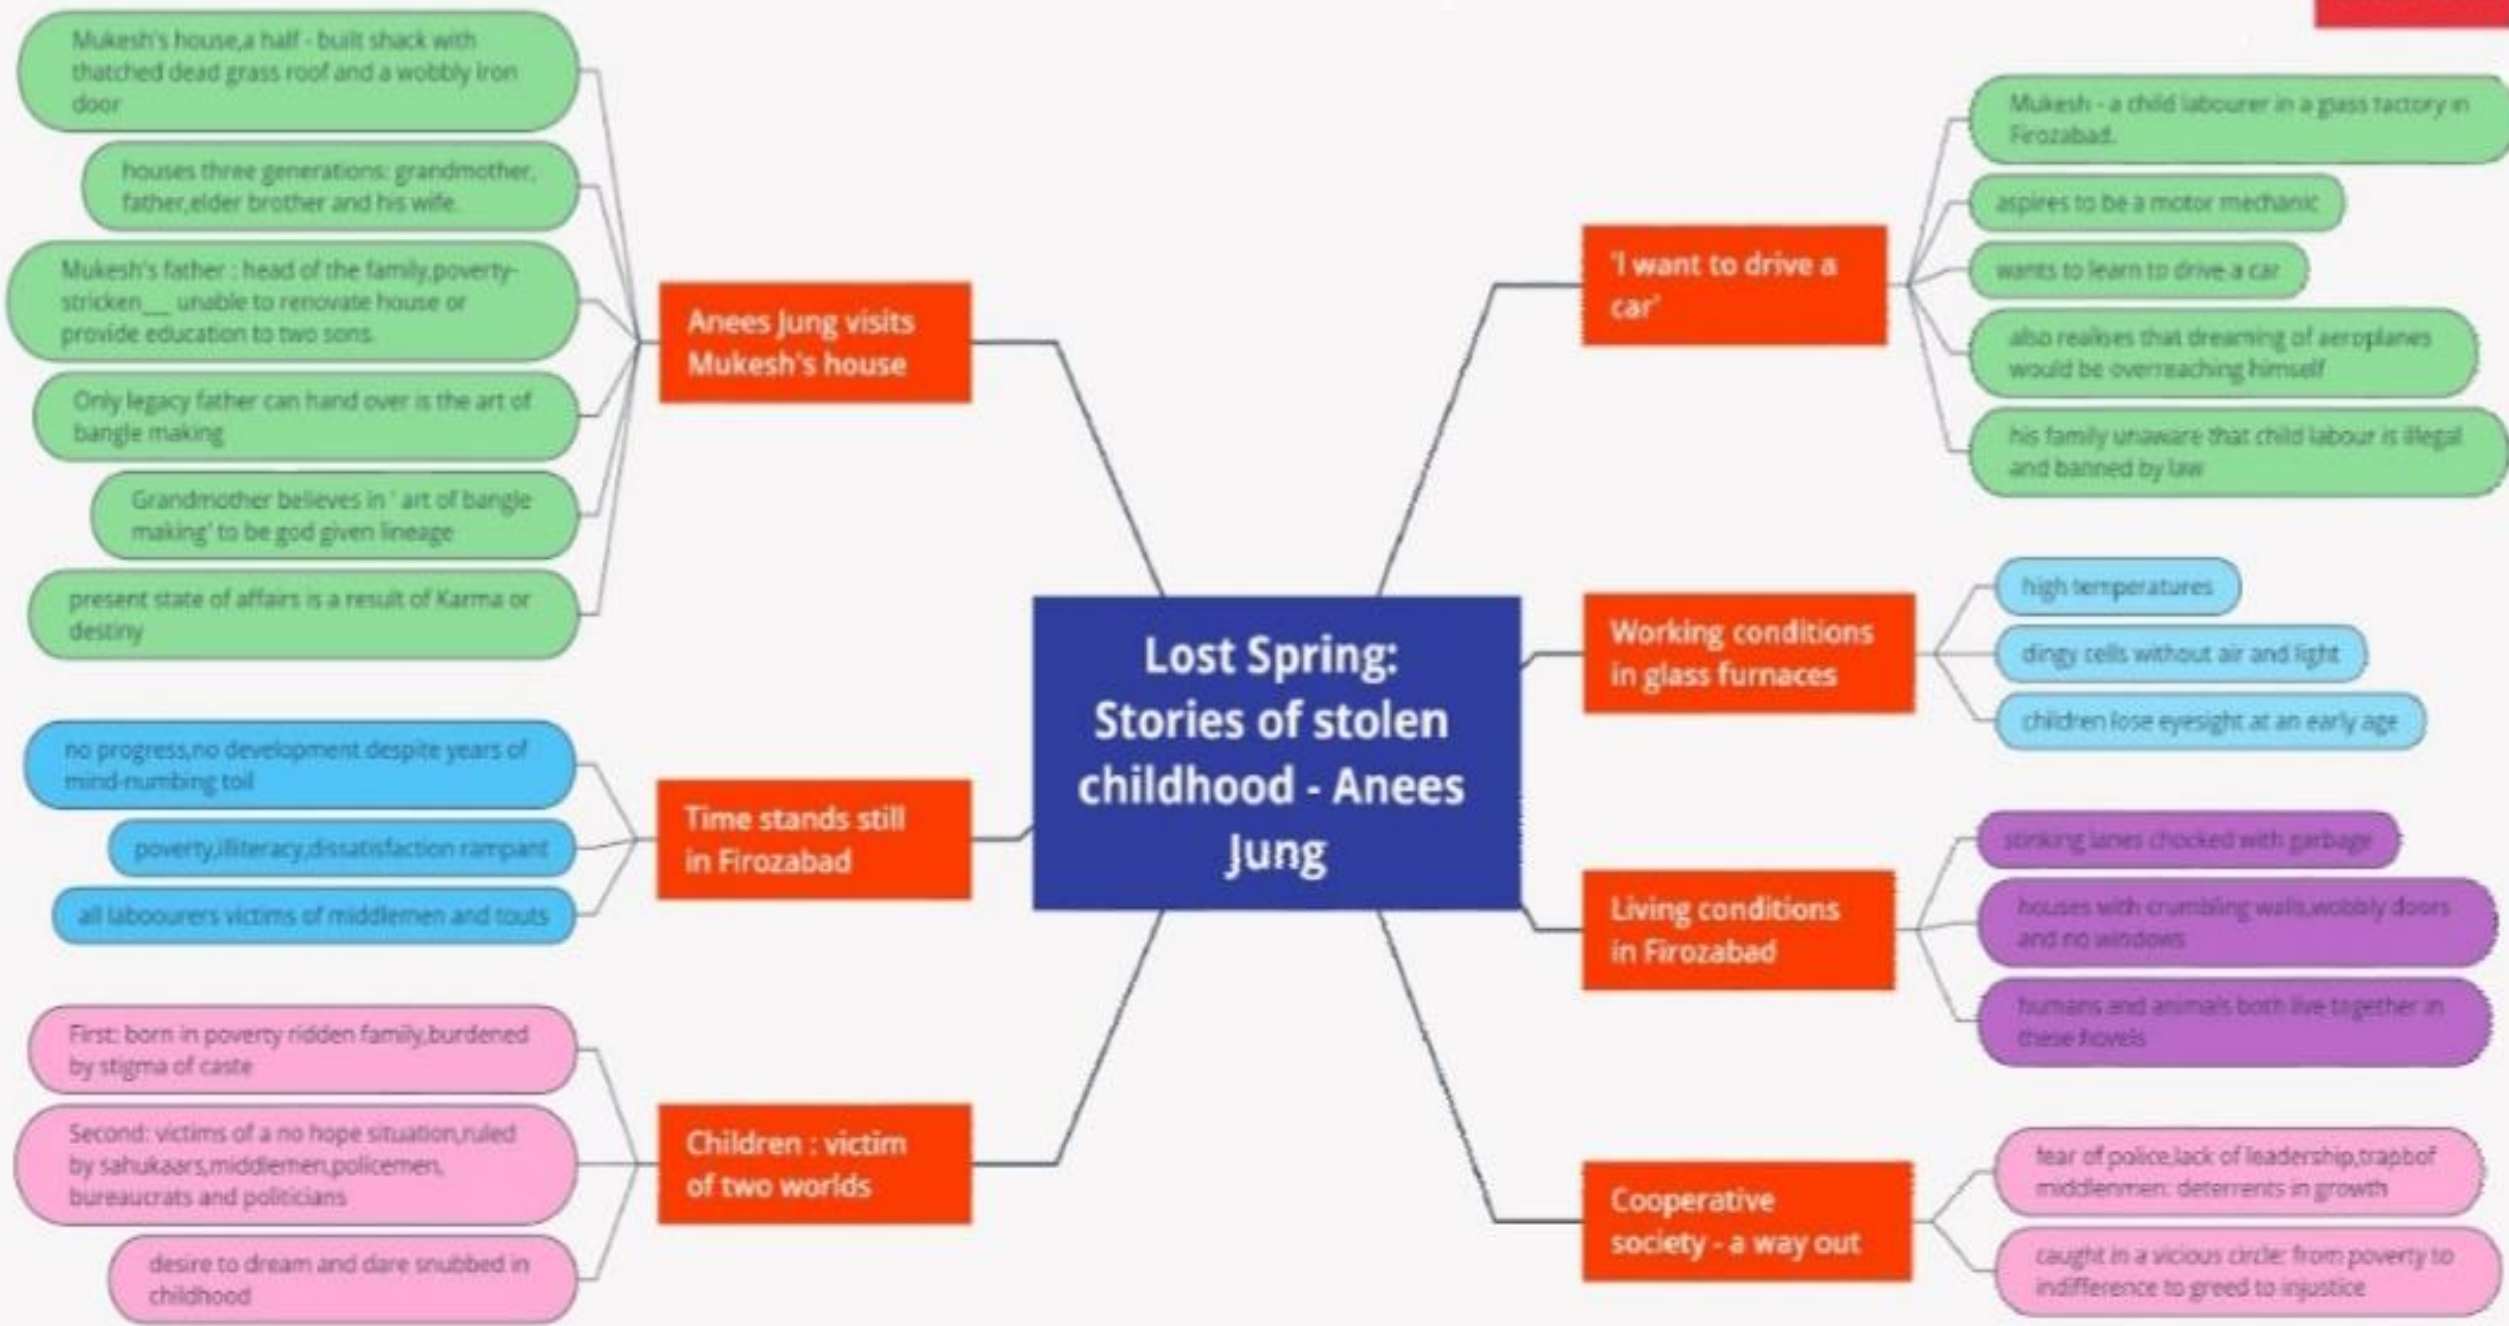 Mukesh's house,a half - built shack with
thatched dead grass roof and a wobbly iron
door
houses three generations: grandmother,
father,elder brother and his wife.
Mukesh's father : head of the family,poverty-
stricken__ unable to renovate house or
provide education to two sons.
Only legacy father can hand over is the art of
bangle making
Grandmother believes in ' art of bangle
making' to be god given lineage
present state of affairs is a result of Karma or
destiny
Anees Jung visits
Mukesh's house
no progress,no development despite years of
mind-numbing toil
poverty,illiteracy,dissatisfaction rampant
all laboourers victims of middlemen and touts
Time stands still
in Firozabad
First: born in poverty ridden family,burdened
by stigma of caste
Second: victims of a no hope situation,ruled
by sahukaars,middlemen,policemen,
bureaucrats and politicians
desire to dream and dare snubbed in
childhood
Children : victim
of two worlds
Lost Spring:
Stories of stolen
childhood - Anees
Jung
'I want to drive a
car'
Mukesh - a child labourer in a glass factory in
Firozabad.
aspires to be a motor mechanic
wants to learn to drive a car
also realises that dreaming of aeroplanes
would be overreaching himself
his family unaware that child labour is illegal
and banned by law
Working conditions
in glass furnaces
high temperatures
dingy cells without air and light
children lose eyesight at an early age
Living conditions
in Firozabad
stinking lanes chocked with garbage
houses with crumbling walls,wobbly doors
and no windows
humans and animals both live together in
these hovels
Cooperative
society - a way out
fear of police,lack of leadership,trapbof
middlenmen: deterrents in growth
caught in a vicious circle: from poverty to
indifference to greed to injustice